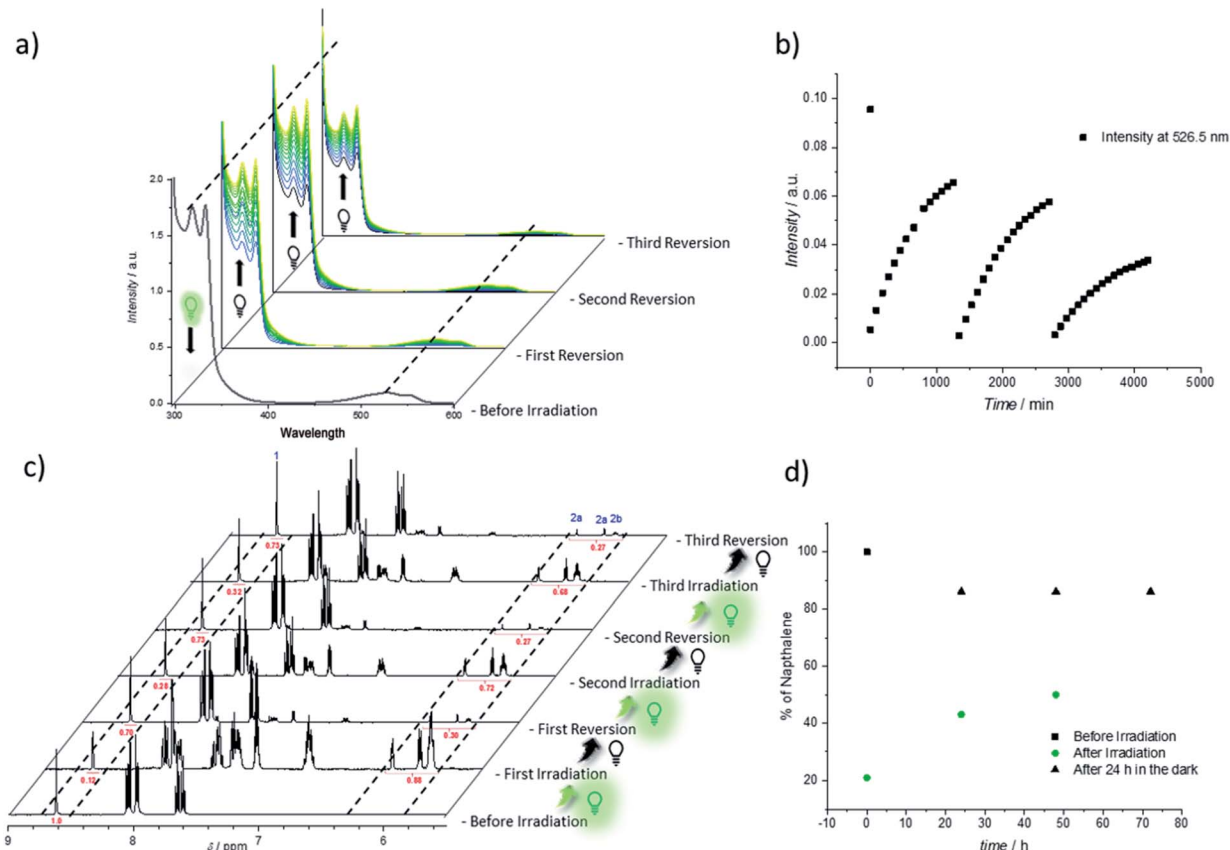 a)
Intensity / a.u.
2.0
1.5
1.0
0.5
0.0
300
400
500
600
Wavelength
- Third Reversion
- Second Reversion
- First Reversion
- Before Irradiation
b)
Intensity / a.u.
0.10
0.08
0.06
0.04
0.02
0.00
0
1000
2000
3000
4000
5000
Time / min
Intensity at 526.5 nm
c)
1
2a
2a
2b
0.73
0.27
- Third Reversion
0.32
0.68
- Third Irradiation
0.73
0.27
- Second Reversion
0.28
0.72
- Second Irradiation
0.70
0.30
- First Reversion
0.12
0.88
- First Irradiation
1.0
- Before Irradiation
9
8
7
6
δ / ppm
d)
% of Napthalene
100
80
60
40
20
-10
0
10
20
30
40
50
60
70
80
time / h
Before Irradiation
After Irradiation
After 24 h in the dark